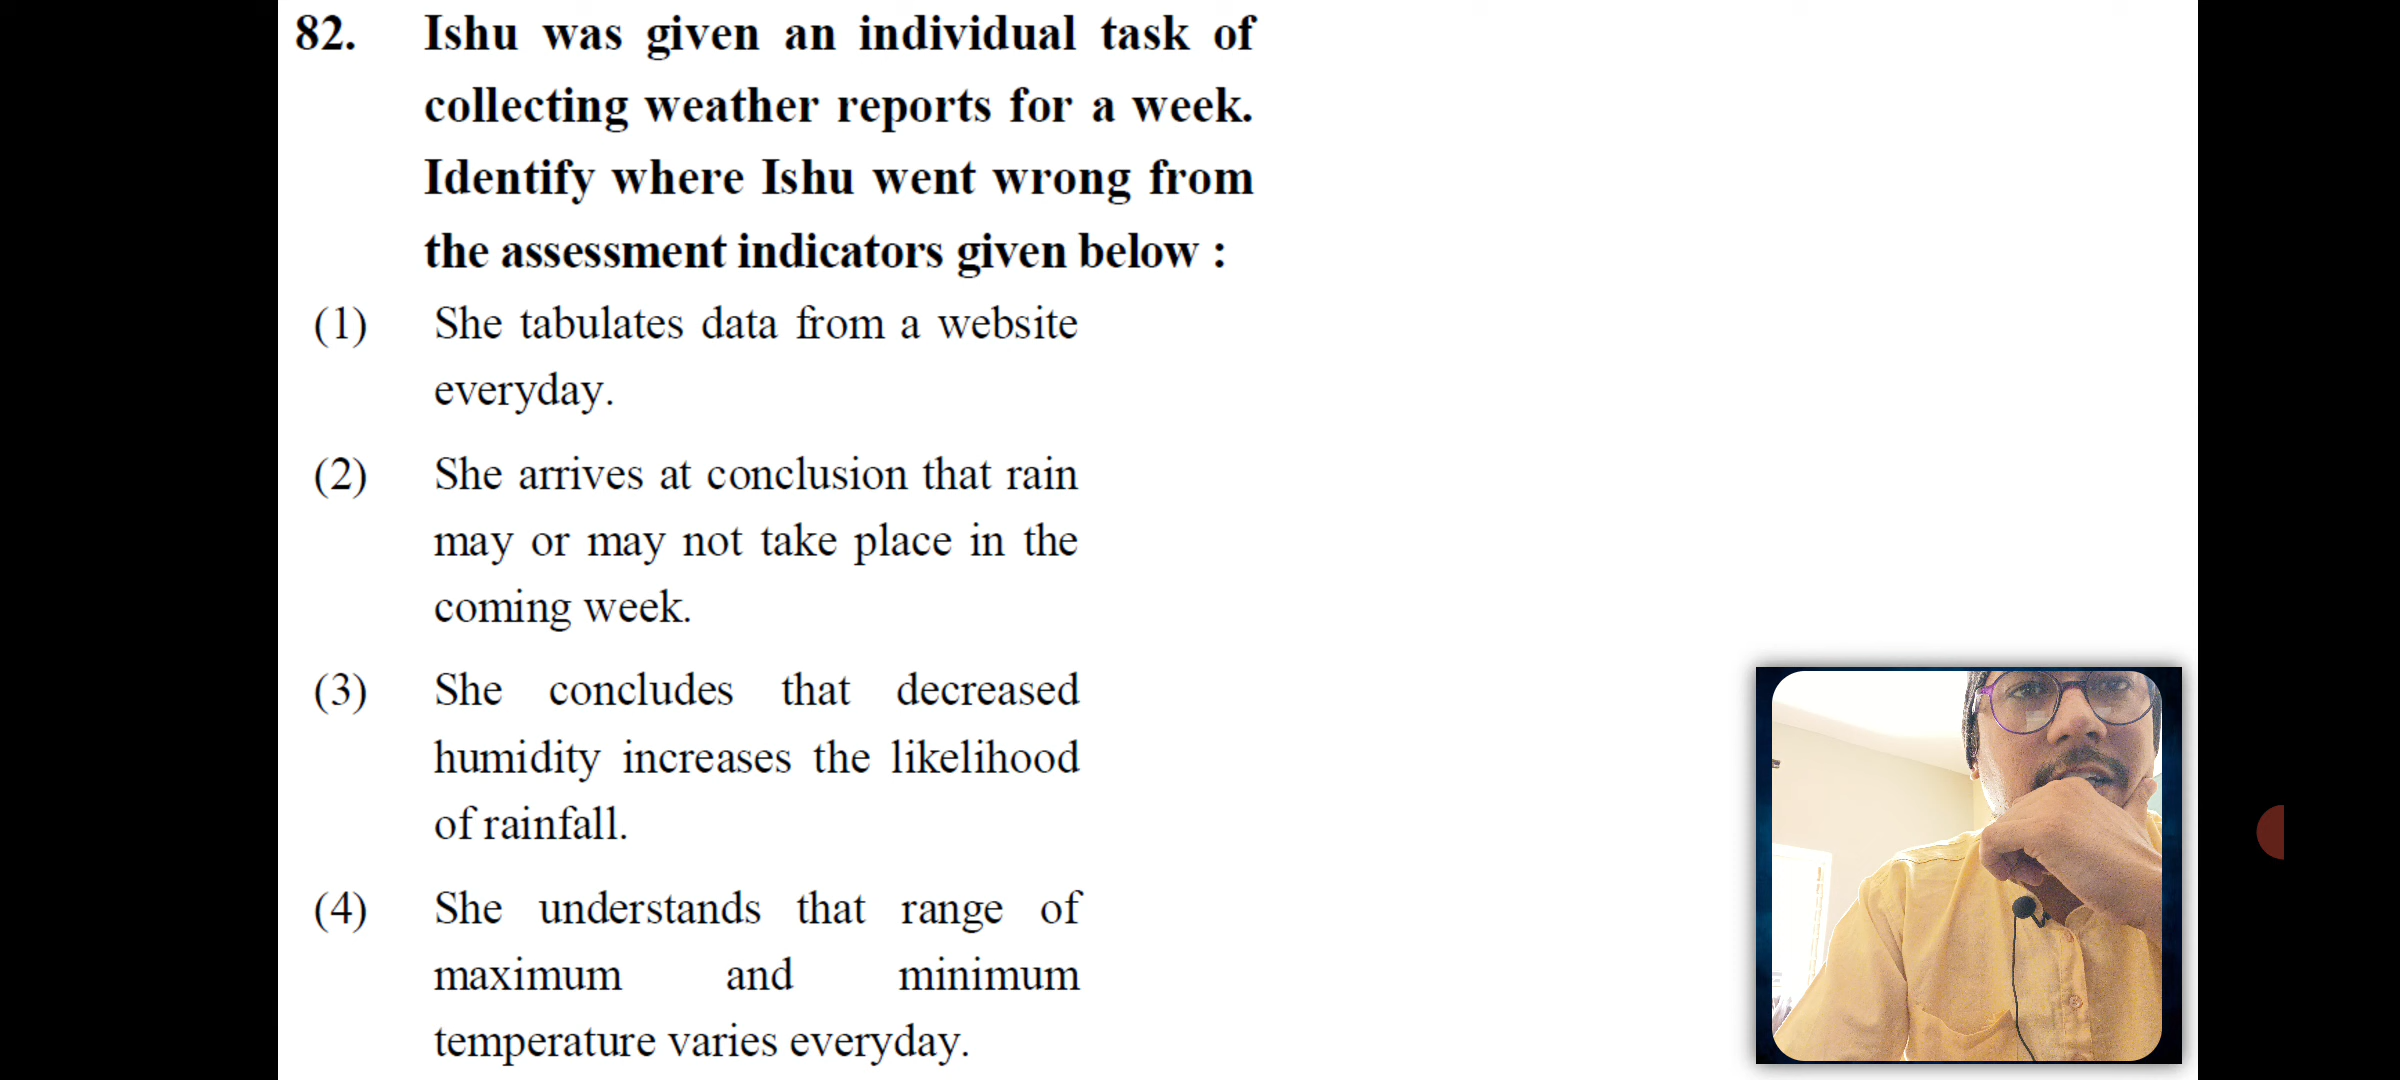 82. Ishu was given an individual task of
collecting weather reports for a week.
Identify where Ishu went wrong from
the assessment indicators given below :
(1) She tabulates data from a website
everyday.
(2) She arrives at conclusion that rain
may or may not take place in the
coming week.
(3) She concludes that decreased
humidity increases the likelihood
of rainfall.
(4) She understands that range of
maximum and minimum
temperature varies everyday.